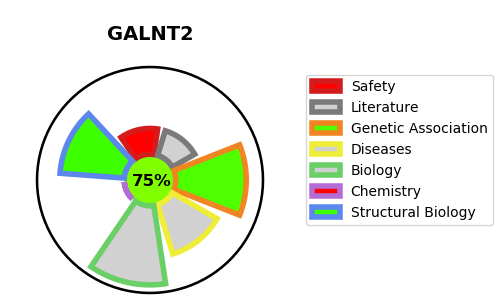 GALNT2
75%
Safety
Literature
Genetic Association
Diseases
Biology
Chemistry
Structural Biology